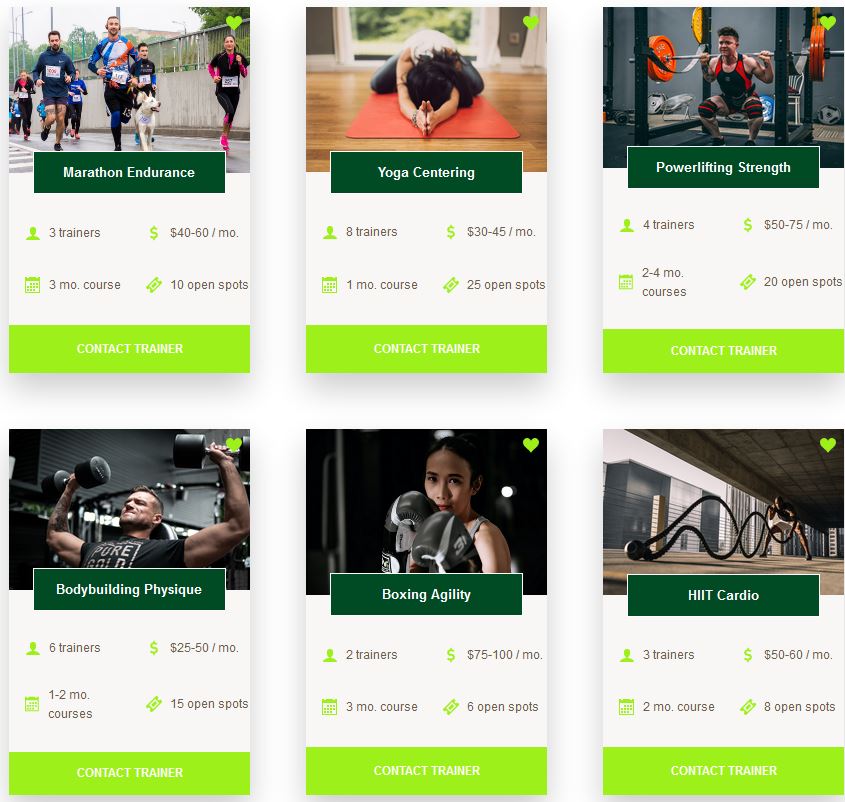 Marathon Endurance
3 trainers
$40-60 / mo.
3 mo. course
10 open spots
CONTACT TRAINER
Yoga Centering
8 trainers
$30-45 / mo.
1 mo. course
25 open spots
CONTACT TRAINER
Powerlifting Strength
4 trainers
$50-75 / mo.
2-4 mo.
courses
20 open spots
CONTACT TRAINER
PURE
GOLD!
Bodybuilding Physique
6 trainers
$25-50 / mo.
1-2 mo.
courses
15 open spots
CONTACT TRAINER
Boxing Agility
2 trainers
$75-100 / mo.
3 mo. course
6 open spots
CONTACT TRAINER
HIIT Cardio
3 trainers
$50-60 / mo.
2 mo. course
8 open spots
CONTACT TRAINER